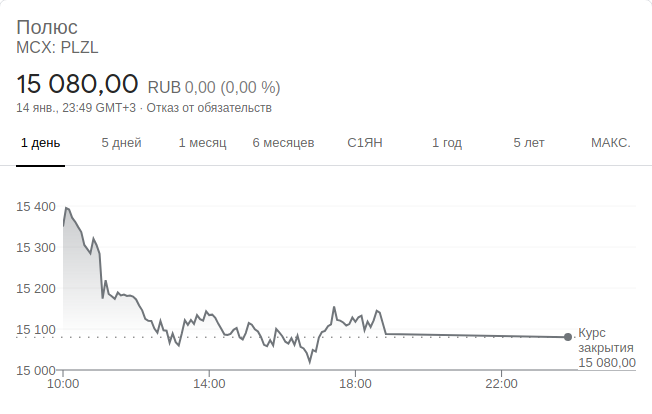 Полюс
MCX: PLZL
15 080,00 RUB 0,00 (0,00 %)
14 янв., 23:49 GMT+3 · Отказ от обязательств
1 день 5 дней 1 месяц 6 месяцев С1ЯН 1 год 5 лет МАКС.
15 400
15 300
15 200
15 100
15 000
Курс
закрытия
15 080,00
10:00 14:00 18:00 22:00